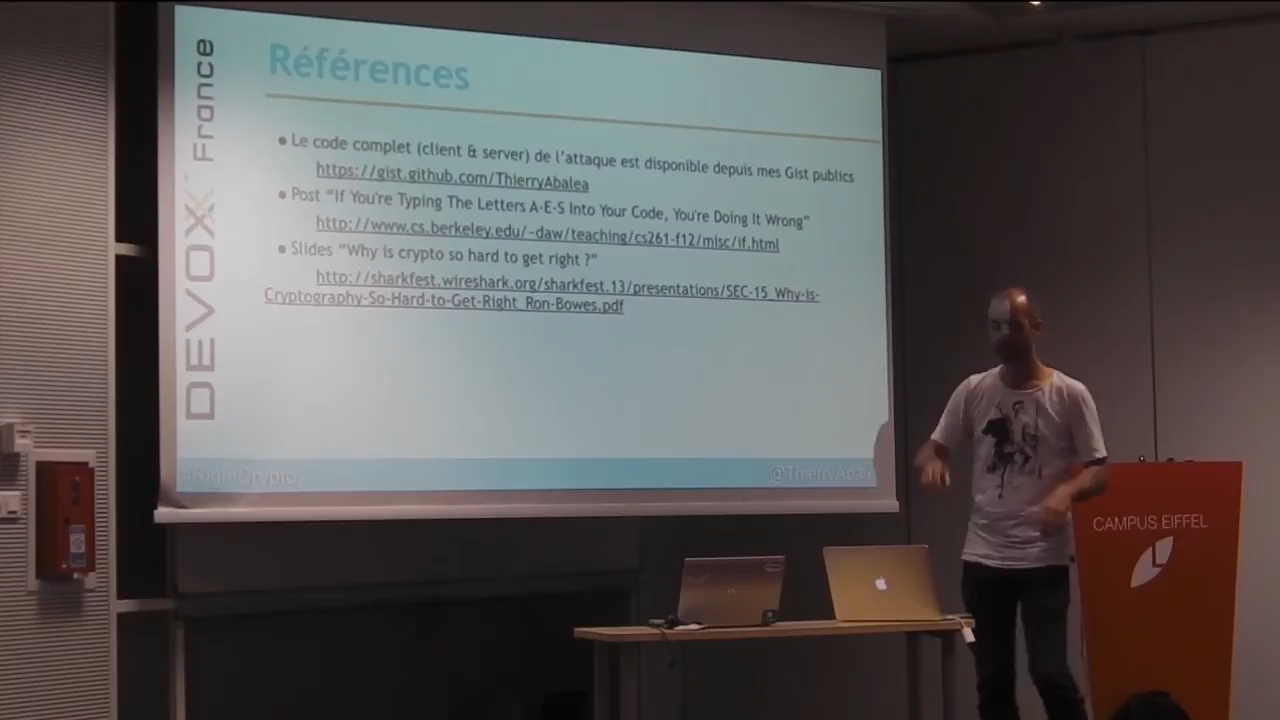 Références
DEVOXX France
• Le code complet (client & server) de l'attaque est disponible depuis mes Gist publics
https://gist.github.com/ThierryAbalea
• Post “If You're Typing The Letters A-E-S Into Your Code, You're Doing It Wrong”
http://www.cs.berkeley.edu/~daw/teaching/cs261-f12/misc/if.html
• Slides “Why is crypto so hard to get right ?”
http://sharkfest.wireshark.org/sharkfest.13/presentations/SEC-15_Why-is-
Cryptography-So-Hard-to-Get-Right_Ron-Bowes.pdf
#RightCrypto
@ThierryAbale
CAMPUS EIFFEL